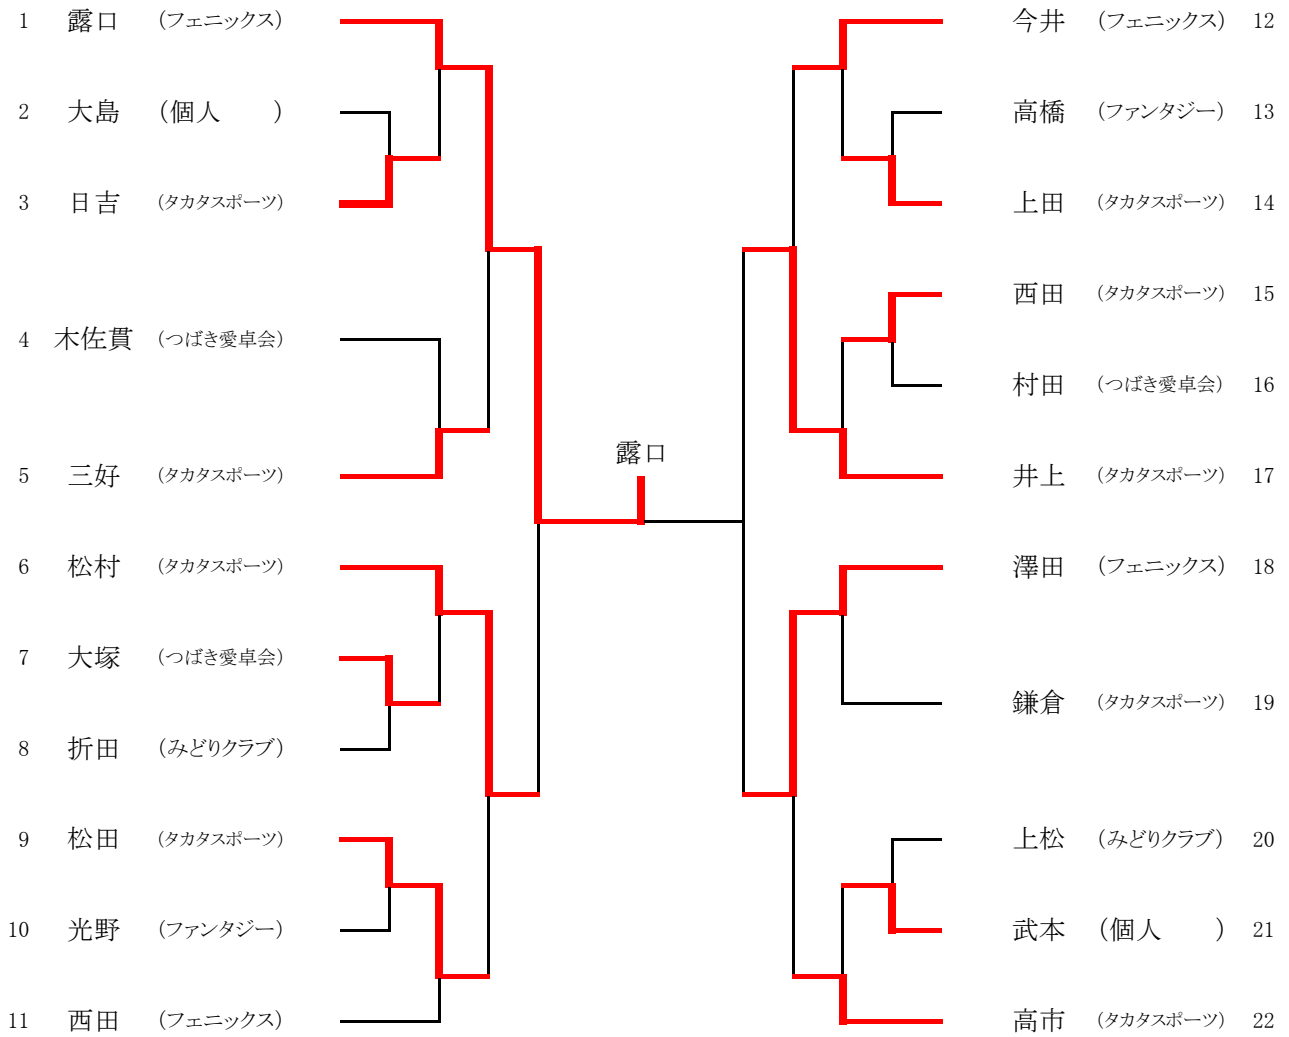 1 露口 (フェニックス)
2 大島 (個人 )
3 日吉 (タカタスポーツ)
4 木佐貫 (つばき愛卓会)
5 三好 (タカタスポーツ)
6 松村 (タカタスポーツ)
7 大塚 (つばき愛卓会)
8 折田 (みどりクラブ)
9 松田 (タカタスポーツ)
10 光野 (ファンタジー)
11 西田 (フェニックス)
露口
今井 (フェニックス) 12
高橋 (ファンタジー) 13
上田 (タカタスポーツ) 14
西田 (タカタスポーツ) 15
村田 (つばき愛卓会) 16
井上 (タカタスポーツ) 17
澤田 (フェニックス) 18
鎌倉 (タカタスポーツ) 19
上松 (みどりクラブ) 20
武本 (個人 ) 21
高市 (タカタスポーツ) 22